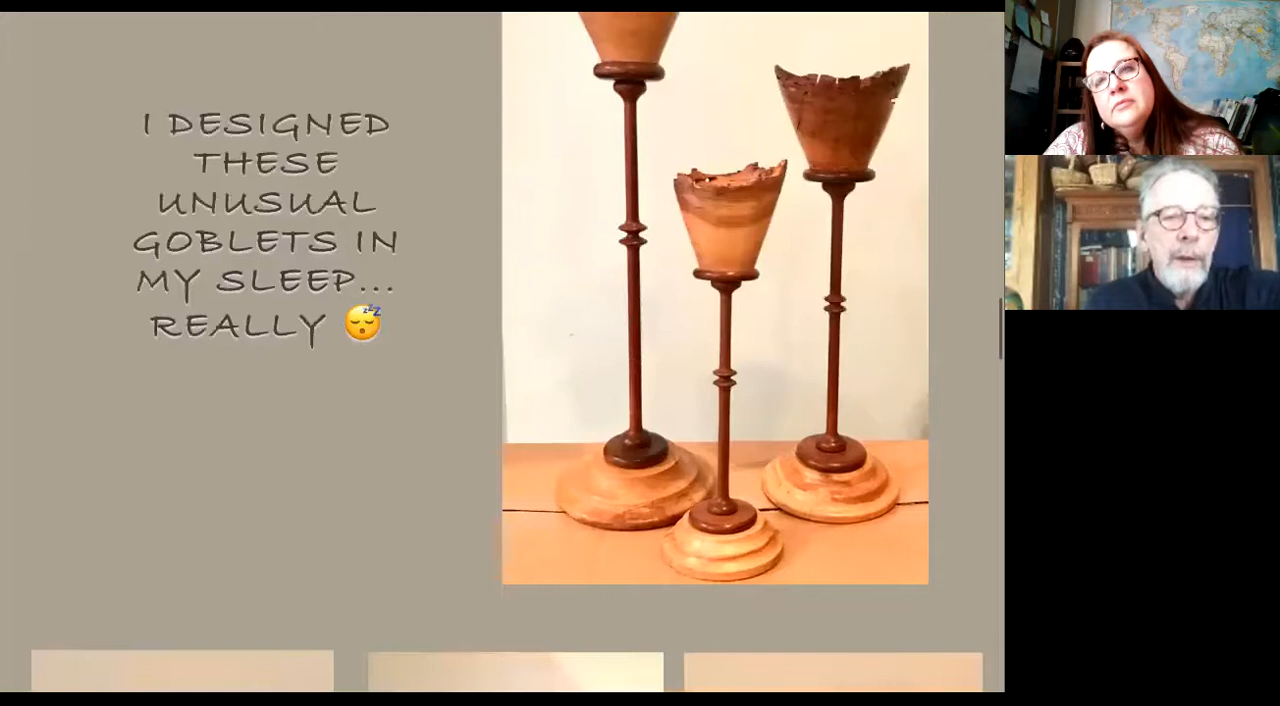 I DESIGNED
THESE
UNUSUAL
GOBLETS IN
MY SLEEP...
REALLY 😴